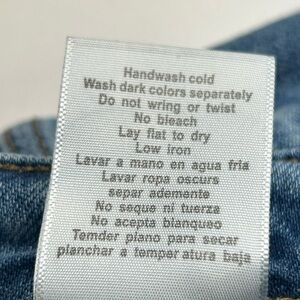 Handwash cold
Wash dark colors separately
Do not wring or twist
No bleach
Lay flat to dry
Low iron
Lavar a mano en agua fria
Lavar ropa oscurs
separ ademente
No seque ni tuerza
No acepta blanqueo
Temder plano para secar
planchar a temper atura baja